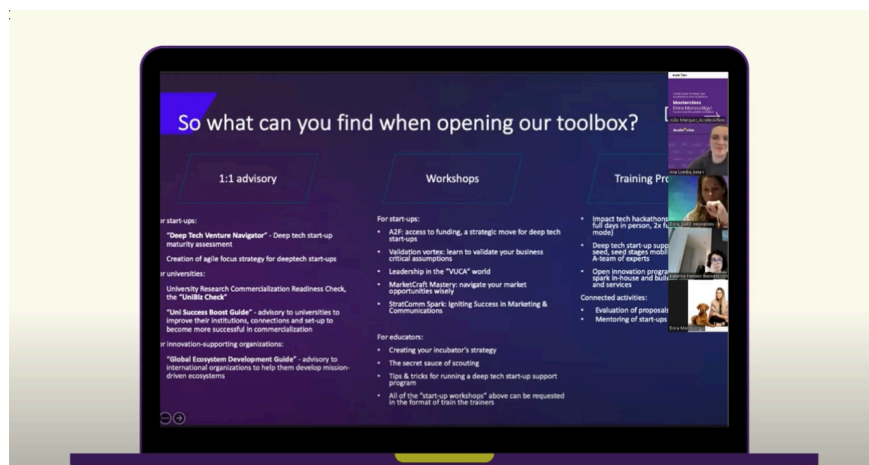 So what can you find when opening our toolbox?
1:1 advisory
or start-ups:
"Deep Tech Venture Navigator" - Deep tech start-up
maturity assessment
Creation of agile focus strategy for deeptech start-ups
or universities:
University Research Commercialization Readiness Check,
the "UniBiz Check"
"Uni Success Boost Guide" - advisory to universities to
improve their institutions, connections and set-up to
become more successful in commercialization
or innovation-supporting organizations:
"Global Ecosystem Development Guide" - advisory to
international organizations to help them develop mission-
driven ecosystems
Workshops
For start-ups:
• A2F: access to funding, a strategic move for deep tech
start-ups
• Validation vortex: learn to validate your business
critical assumptions
• Leadership in the "VUCA" world
• MarketCraft Mastery: navigate your market
opportunities wisely
• StratComm Spark: Igniting Success in Marketing &
Communications
For educators:
• Creating your incubator's strategy
• The secret sauce of scouting
• Tips & tricks for running a deep tech start-up support
program
• All of the "start-up workshops" above can be requested
in the format of train the trainers
Training Pro
• Impact tech hackathons
full days in person, 2x fu
mode)
• Deep tech start-up supp
seed, seed stages mobil
A-team of experts
• Open innovation progra
spark in-house and build
and services
Connected activities:
• Evaluation of proposals
• Mentoring of start-ups
Masterclass